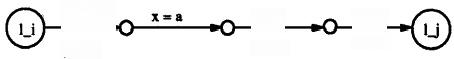 l_i
x = a
l_j